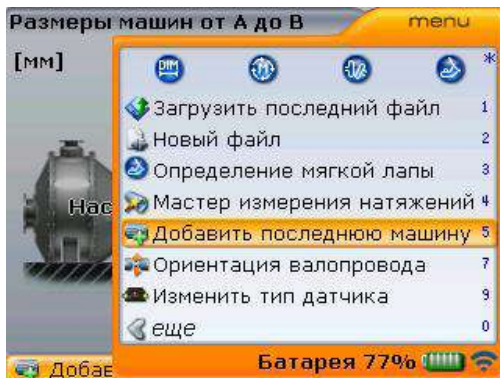 Размеры машин от А до В menu
[мм]
DIM
*
Загрузить последний файл 1
Новый файл 2
Определение мягкой лапы 3
Нас Мастер измерения натяжений 4
Добавить последнюю машину 5
Ориентация валопровода 7
Изменить тип датчика 9
еще 0
Добав Батарея 77%